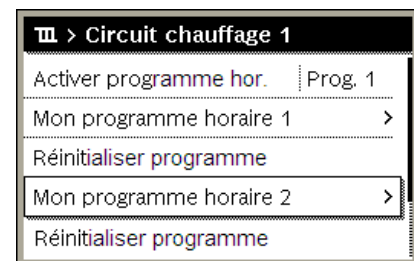 > Circuit chauffage 1
Activer programme hor. Prog. 1
Mon programme horaire 1 >
Réinitialiser programme
Mon programme horaire 2 >
Réinitialiser programme